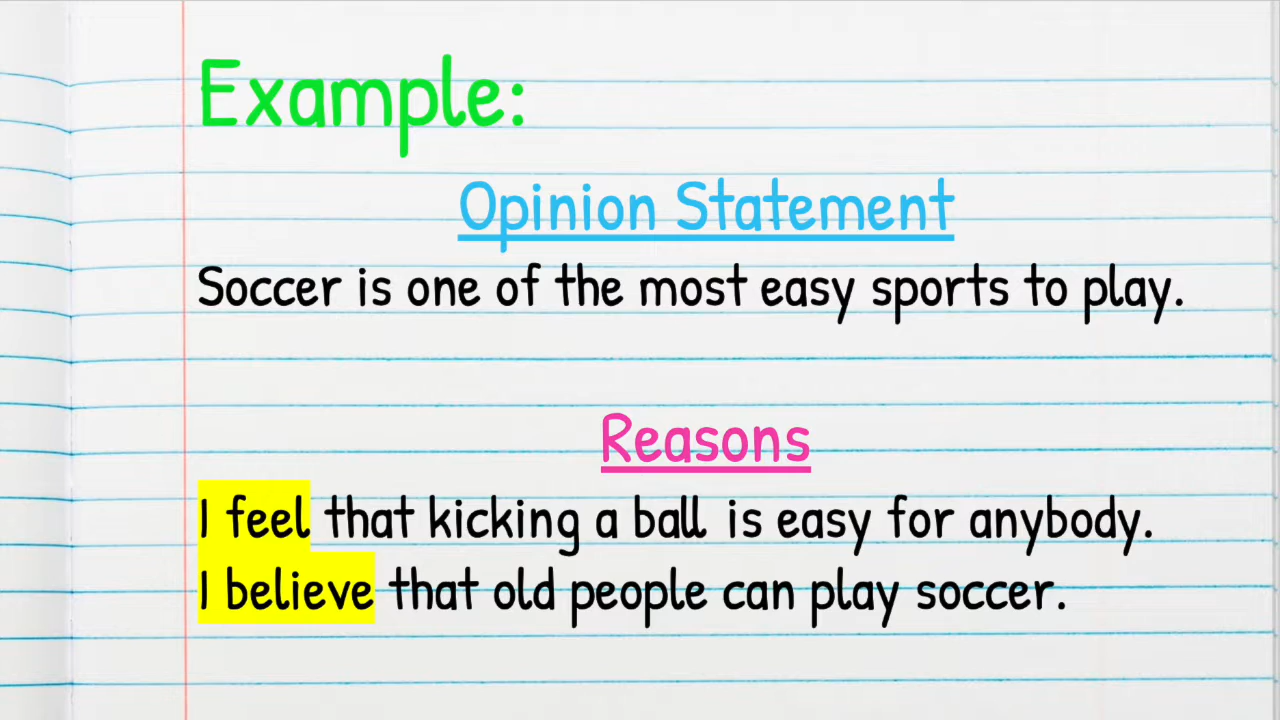 Example:
Opinion Statement
Soccer is one of the most easy sports to play.
Reasons
I feel that kicking a ball is easy for anybody.
I believe that old people can play soccer.